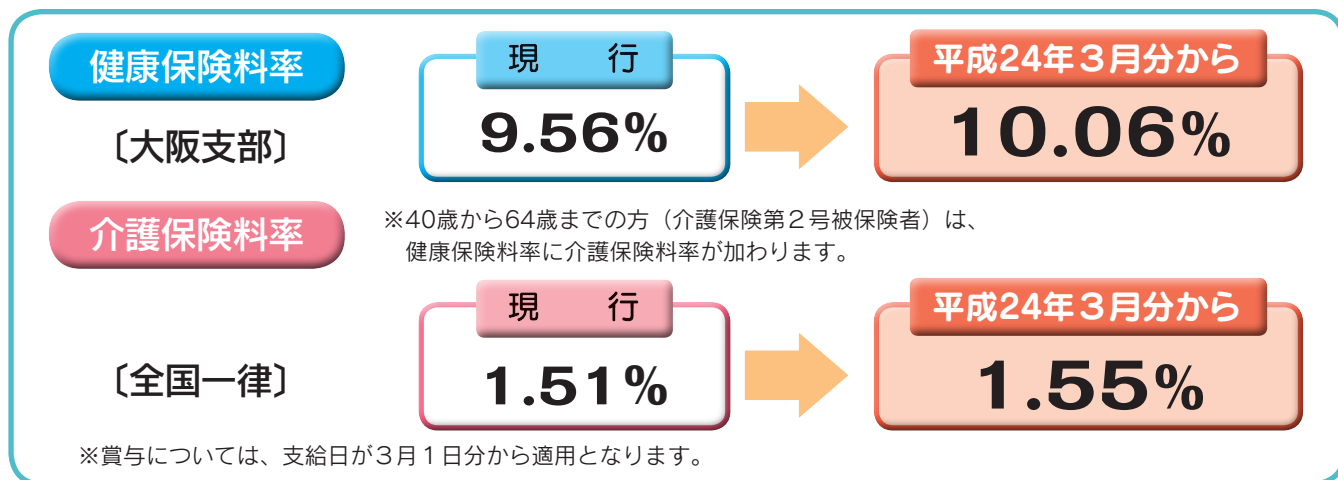 健康保険料率
〔大阪支部〕
現　行
9.56%
平成24年３月分から
10.06%
介護保険料率
※40歳から64歳までの方（介護保険第２号被保険者）は、
健康保険料率に介護保険料率が加わります。
〔全国一律〕
現　行
1.51%
平成24年３月分から
1.55%
※賞与については、支給日が３月１日分から適用となります。